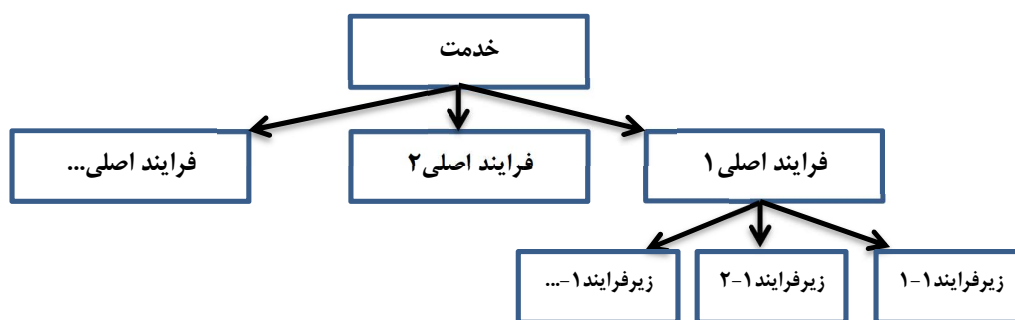 خدمت
فرایند اصلی۱
فرایند اصلی۲
فرایند اصلی...
زیرفرایند۱-۱
زیرفرایند۱-۲
زیرفرایند۱-...